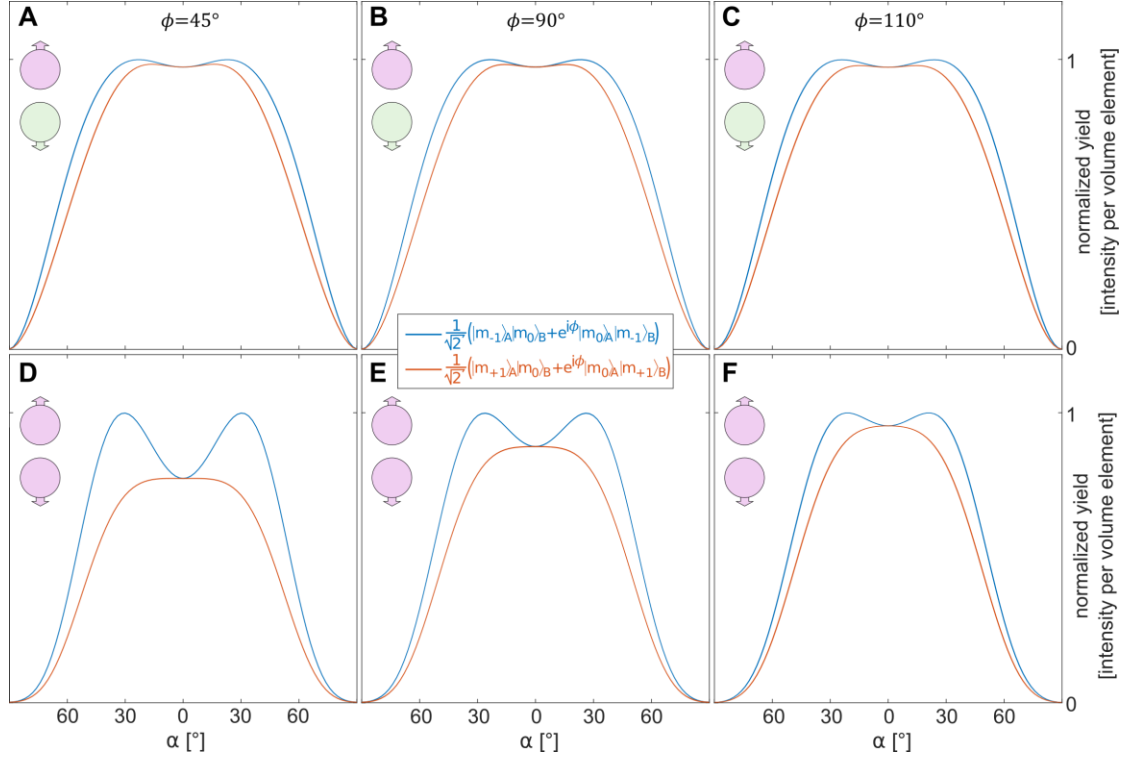 A
ϕ=45°
B
ϕ=90°
C
ϕ=110°
1
normalized yield
[intensity per volume element]
0
1/√2 (|m-1⟩A|m0⟩B+e^iϕ|m0⟩A|m-1⟩B)
1/√2 (|m+1⟩A|m0⟩B+e^iϕ|m0⟩A|m+1⟩B)
D
E
F
1
normalized yield
[intensity per volume element]
0
60 30 0 30 60
60 30 0 30 60
60 30 0 30 60
α [°]
α [°]
α [°]